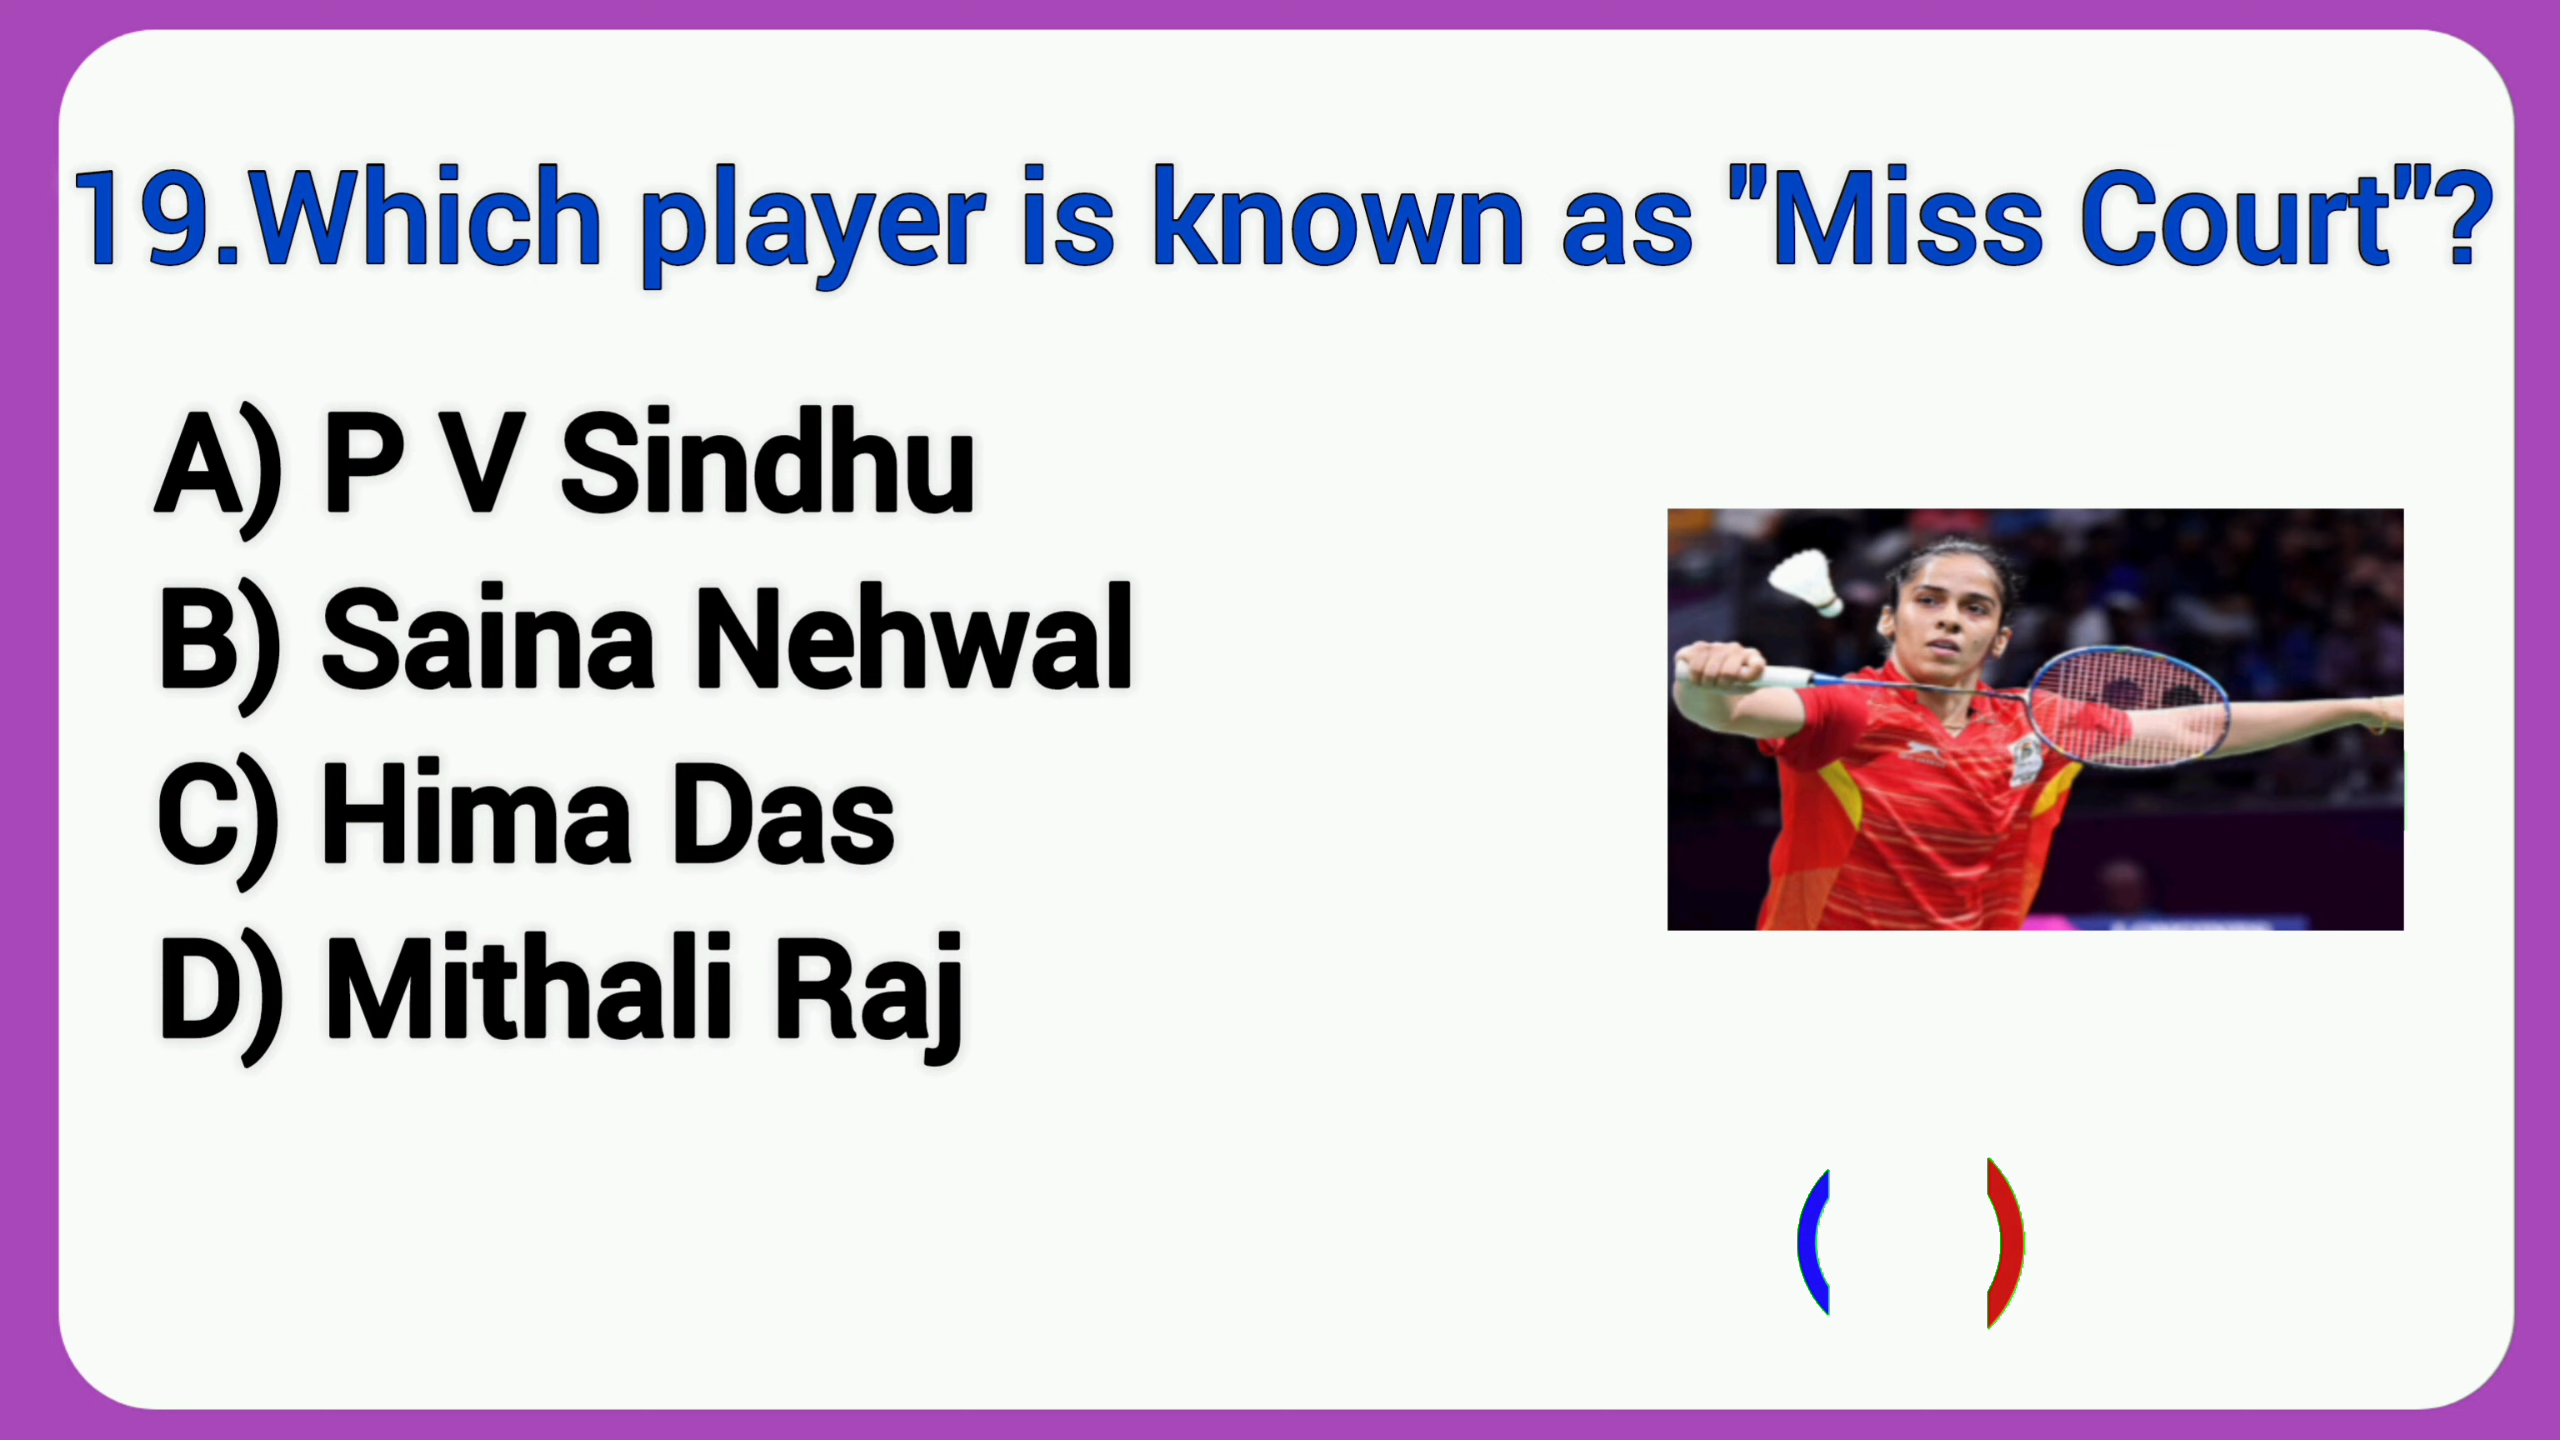 19.Which player is known as "Miss Court"?
A) P V Sindhu
B) Saina Nehwal
C) Hima Das
D) Mithali Raj